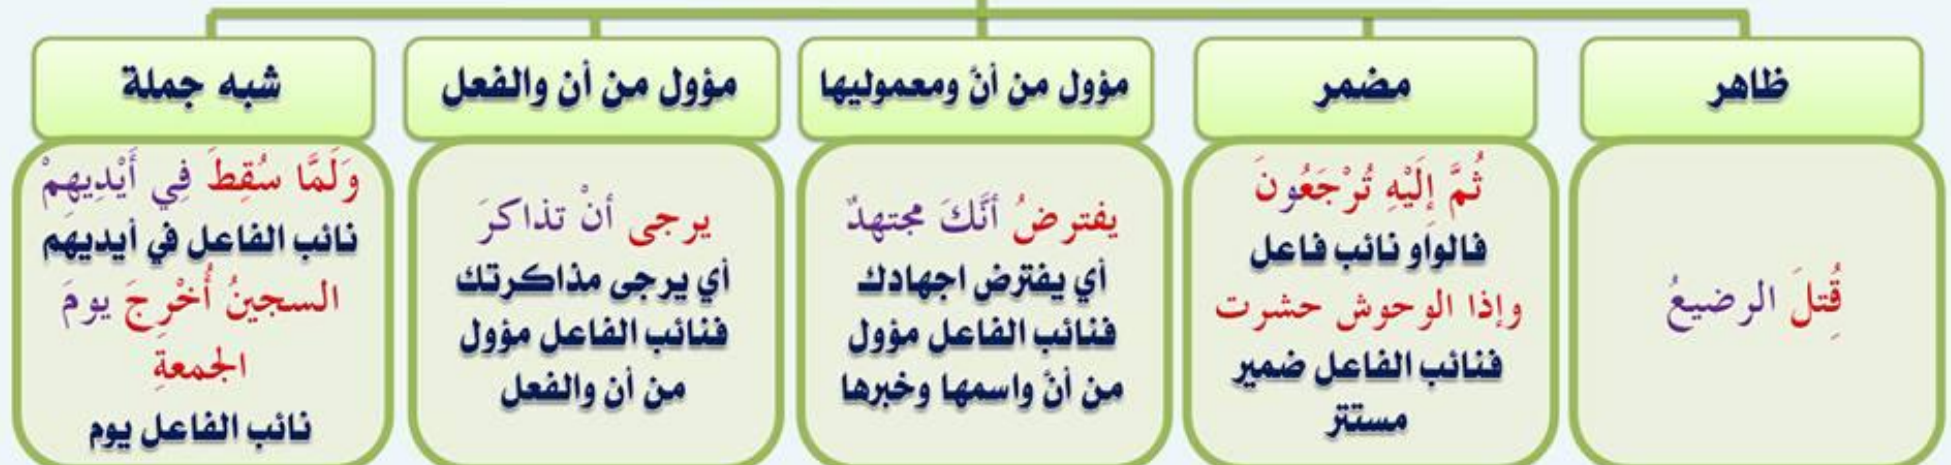 ظاهر
قُتلَ الوضيعُ
مضمر
ثُمَّ إِلَيْهِ تُرْجَعُونَ
فالواو نائب فاعل
وإذا الوحوش حشرت
فنائب الفاعل ضمير
مستتر
مؤول من أنَّ ومعموليها
يفترضُ أنَّكَ مجتهدٌ
أي يفترض اجهادك
فنائب الفاعل مؤول
من أنَّ واسمها وخبرها
مؤول من أن والفعل
يرجى أنْ تذاكرَ
أي يرجى مذاكرتك
فنائب الفاعل مؤول
من أن والفعل
شبه جملة
وَلَمَّا سُقِطَ فِي أَيْدِيهِمْ
نائب الفاعل في أيديهم
السجينُ أُخْرِجَ يومَ
الجمعةِ
نائب الفاعل يوم